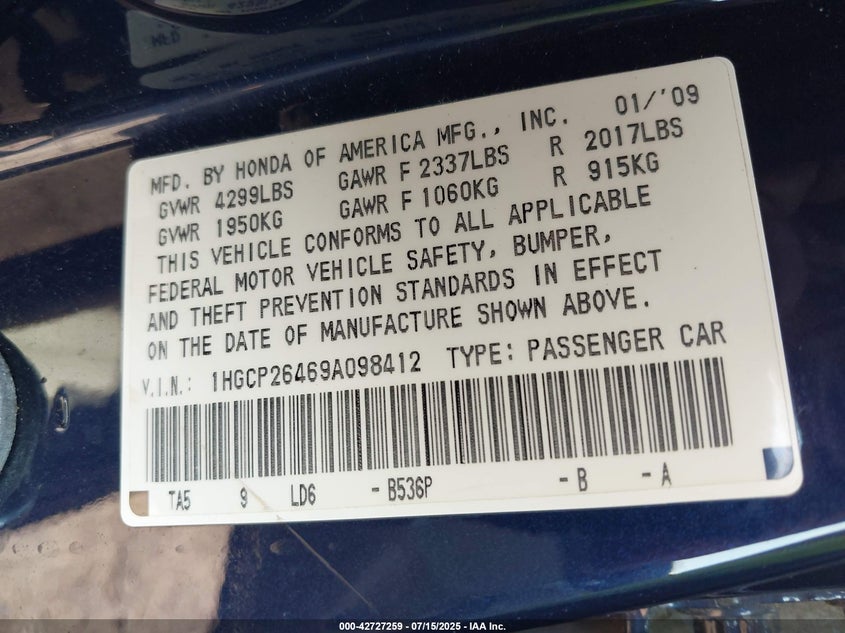 MFD. BY HONDA OF AMERICA MFG., INC. 01/'09
GVWR 4299LBS GAWR F 2337LBS R 2017LBS
GVWR 1950KG GAWR F 1060KG R 915KG
THIS VEHICLE CONFORMS TO ALL APPLICABLE
FEDERAL MOTOR VEHICLE SAFETY, BUMPER,
AND THEFT PREVENTION STANDARDS IN EFFECT
ON THE DATE OF MANUFACTURE SHOWN ABOVE.
V.I.N.: 1HGCP26469A098412 TYPE: PASSENGER CAR
TA5 9 LD6 - B536P - B - A
000-42727259 - 07/15/2025 - IAA Inc.